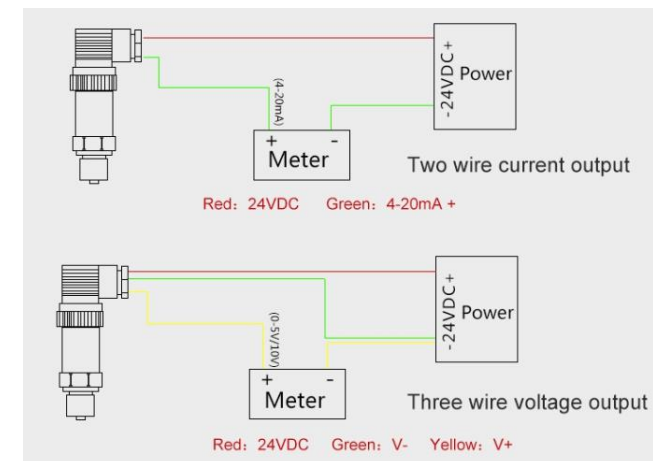 -24VDC+
Power
(4-20mA)
+ -
Meter
Two wire current output
Red: 24VDC Green: 4-20mA +
-24VDC+
Power
(0-5V/10V)
+ -
Meter
Three wire voltage output
Red: 24VDC Green: V- Yellow: V+